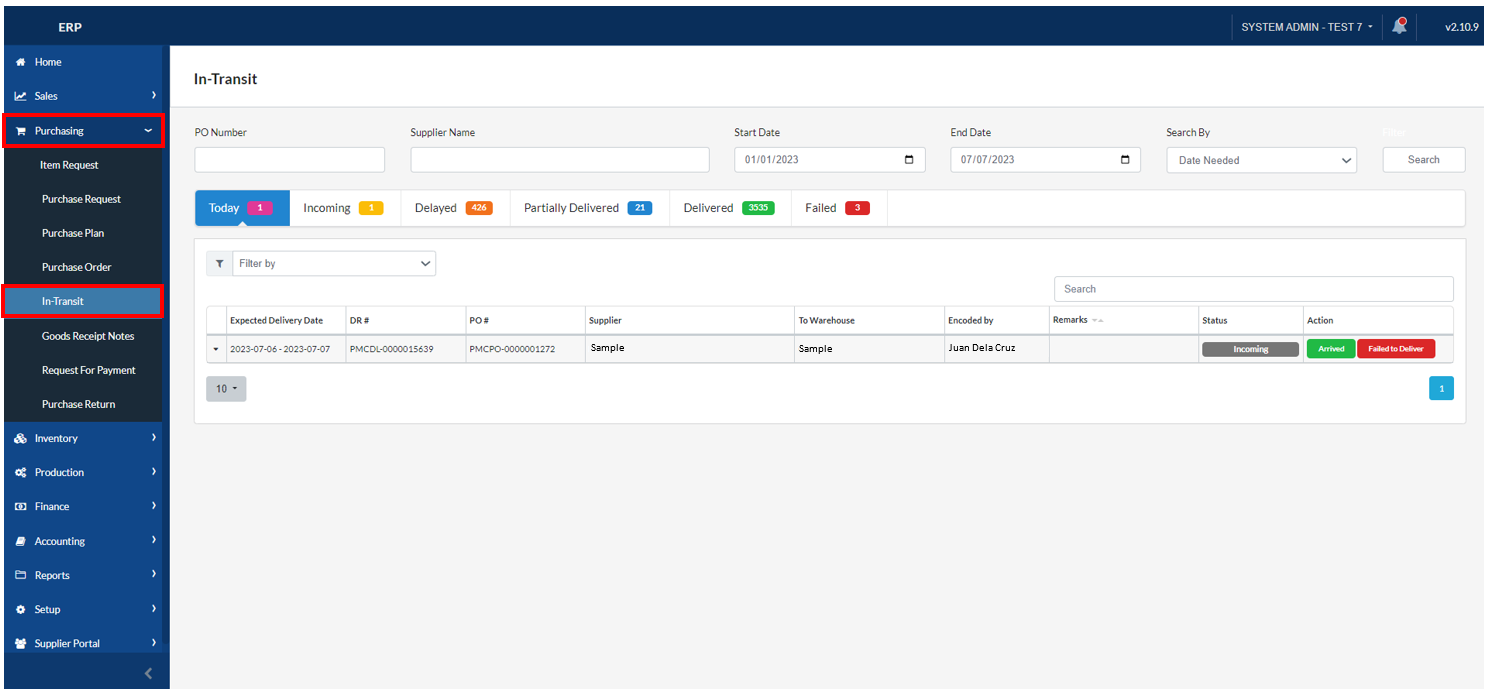 ERP
SYSTEM ADMIN - TEST 7
v2.10.9
Home
Sales
Purchasing
Item Request
Purchase Request
Purchase Plan
Purchase Order
In-Transit
Goods Receipt Notes
Request For Payment
Purchase Return
Inventory
Production
Finance
Accounting
Reports
Setup
Supplier Portal
In-Transit
PO Number Supplier Name Start Date End Date Search By Filter
01/01/2023 07/07/2023 Date Needed Search
Today 1 Incoming 1 Delayed 426 Partially Delivered 21 Delivered 3535 Failed 3
Filter by
Search
Expected Delivery Date DR # PO # Supplier To Warehouse Encoded by Remarks Status Action
2023-07-06 - 2023-07-07 PMCDL-0000015639 PMCPO-0000001272 Sample Sample Juan Dela Cruz Incoming Arrived Failed to Deliver
10 1